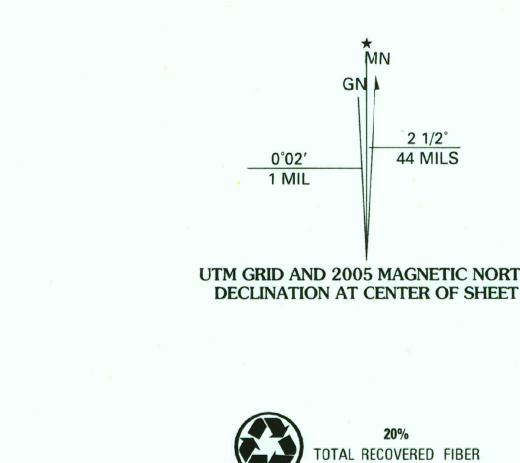 ★
MN
GN
2 1/2°
44 MILS
0°02′
1 MIL
UTM GRID AND 2005 MAGNETIC NORT
DECLINATION AT CENTER OF SHEET
20%
TOTAL RECOVERED FIBER